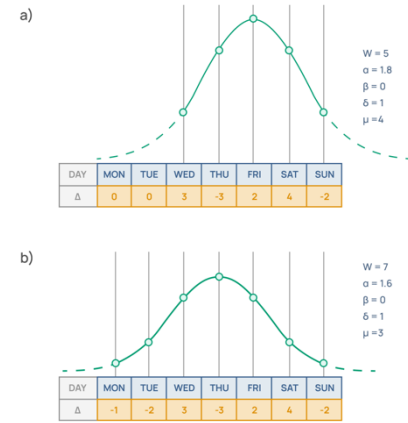 a)
W = 5
α = 1.8
β = 0
δ = 1
μ =4
DAY MON TUE WED THU FRI SAT SUN
Δ 0 0 3 -3 2 4 -2
b)
W = 7
α = 1.6
β = 0
δ = 1
μ =3
DAY MON TUE WED THU FRI SAT SUN
Δ -1 -2 3 -3 2 4 -2